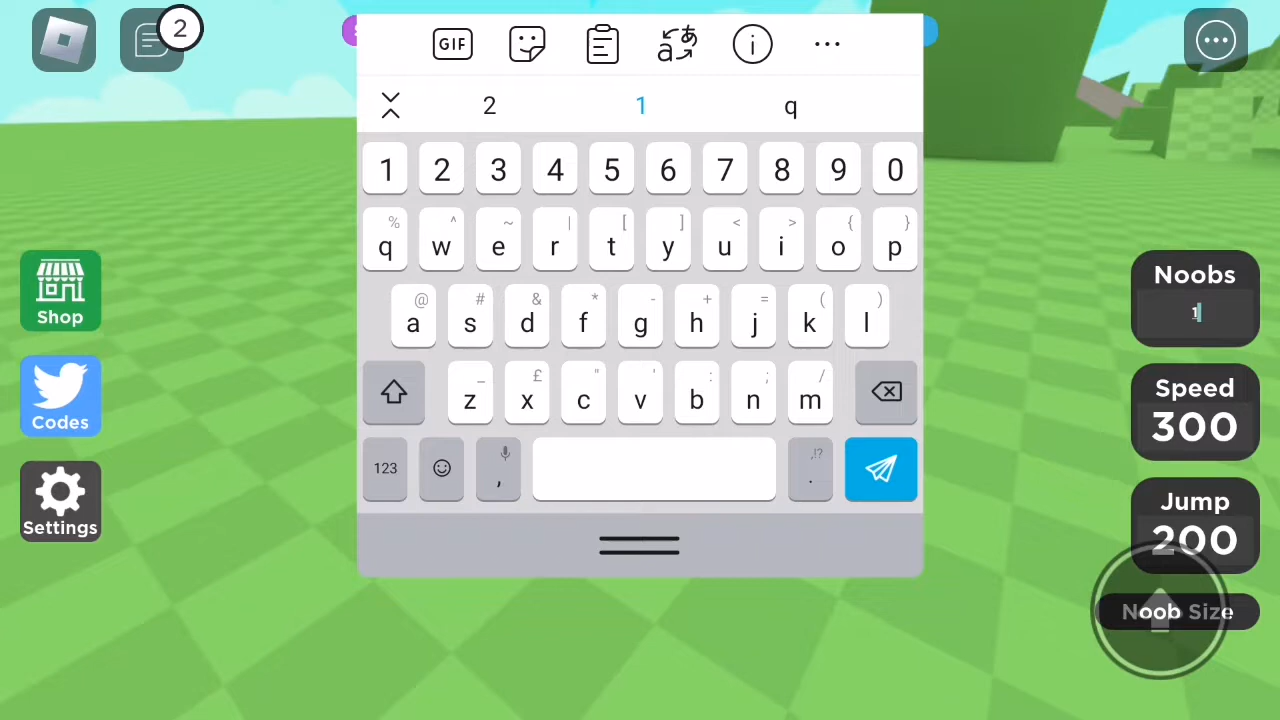 2
GIF
2 1 q
1 2 3 4 5 6 7 8 9 0
% ^ ~ | [ ] < > { }
q w e r t y u i o p
@ # & * - + = ( )
a s d f g h j k l
_ £ " ' : ; /
z x c v b n m
123 , ,!? .
Shop
Codes
Settings
Noobs
1
Speed
300
Jump
200
Noob Size